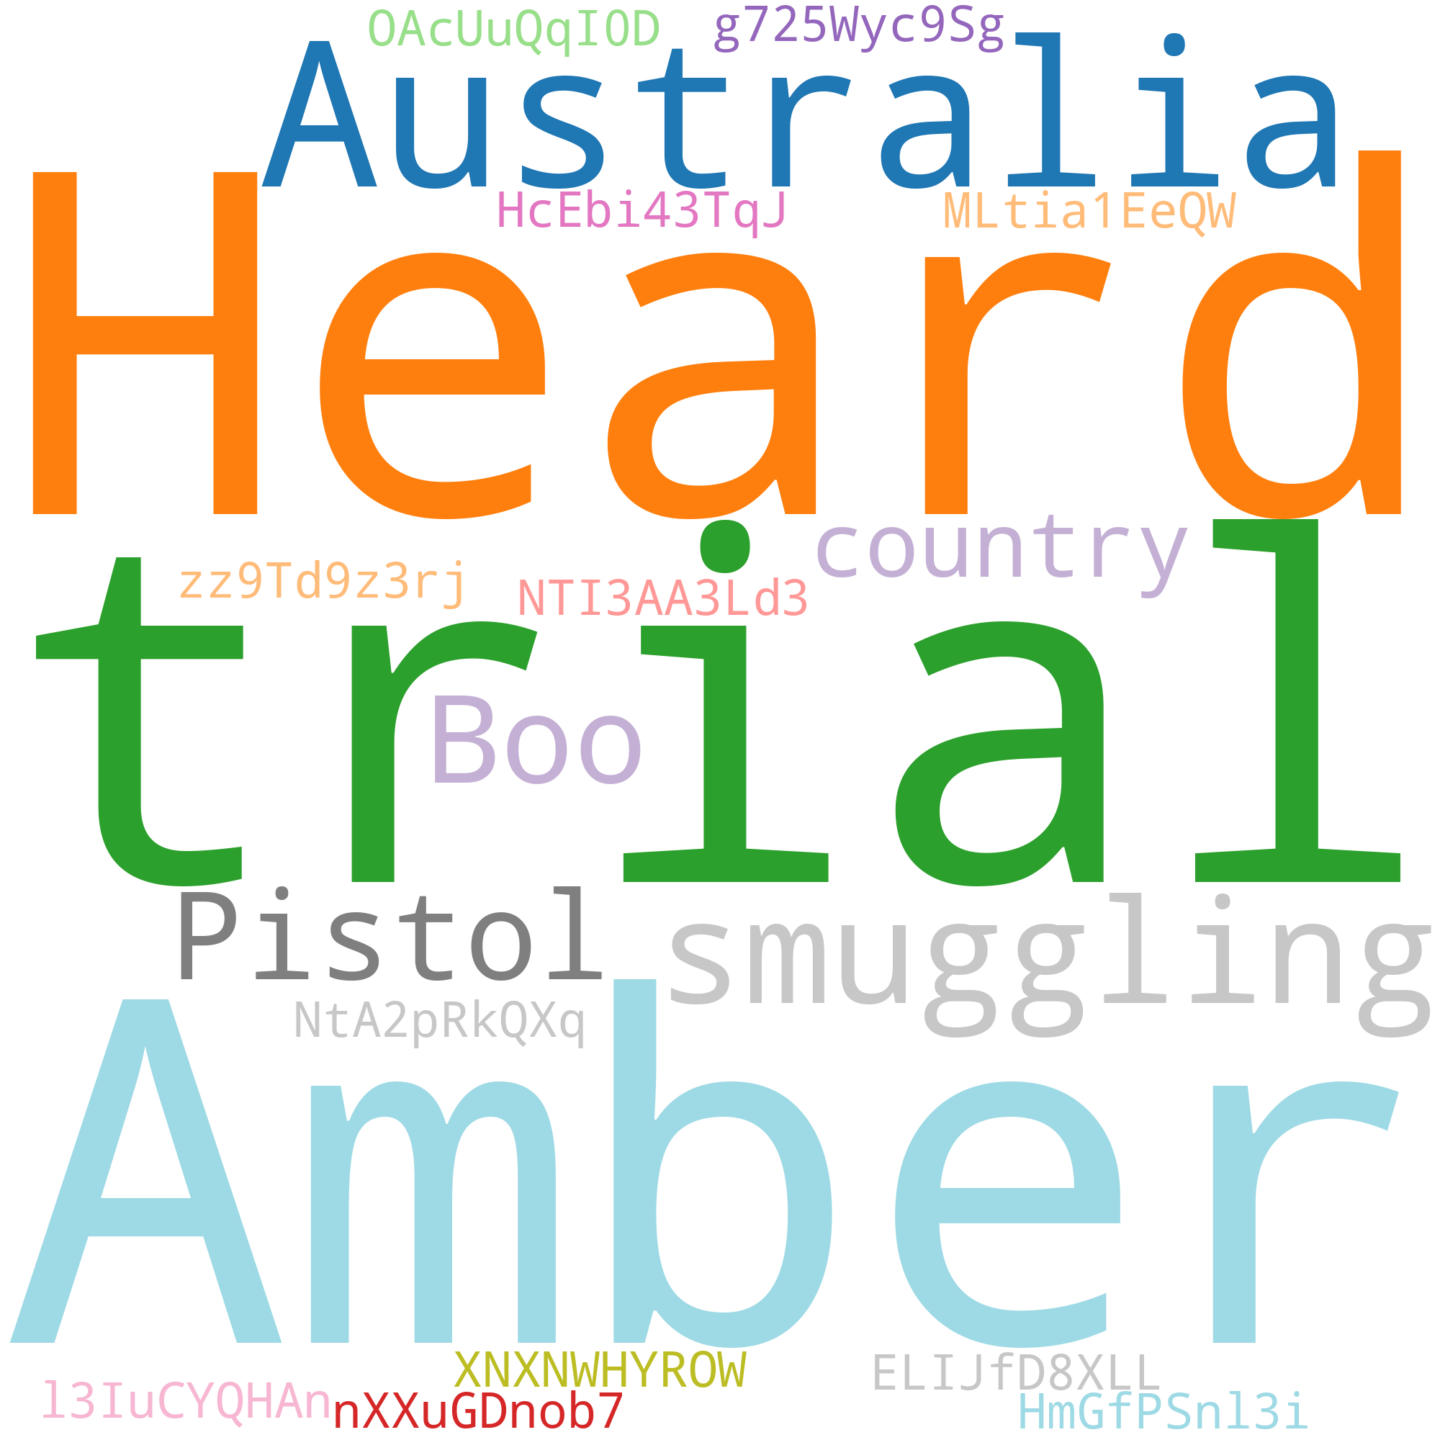 OAcUuQqI0D
g725Wyc9Sg
Australia
HcEbi43TqJ
MLtia1EeQW
Heard
country
zz9Td9z3rj
NTI3AA3Ld3
trial
Boo
Pistol
smuggling
NtA2pRkQXq
Amber
XNXNWHYROW
ELIJfD8XLL
l3IuCYQHAn
nXXuGDnob7
HmGfPSnl3i